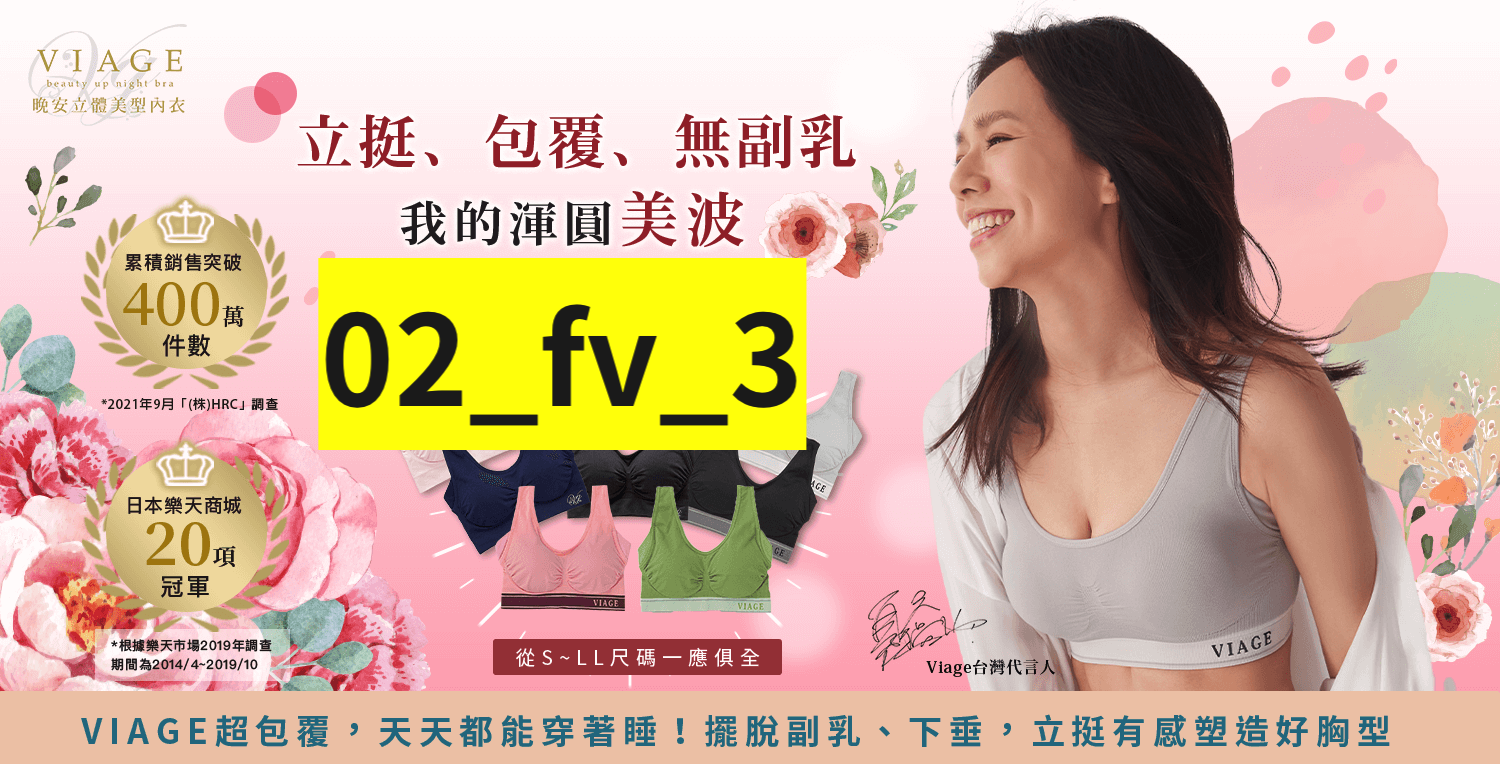 VIAGE
beauty up night bra
晚安立體美型內衣
立挺、包覆、無副乳
我的渾圓美波
累積銷售突破
400萬
件數
*2021年9月「(株)HRC」調查
02_fv_3
日本樂天商城
20項
冠軍
*根據樂天市場2019年調查
期間為2014/4~2019/10
AGE
GE
VIAGE
VIAGE
從S~LL尺碼一應俱全
VIAGE
Viage台灣代言人
VIAGE超包覆，天天都能穿著睡！擺脫副乳、下垂，立挺有感塑造好胸型